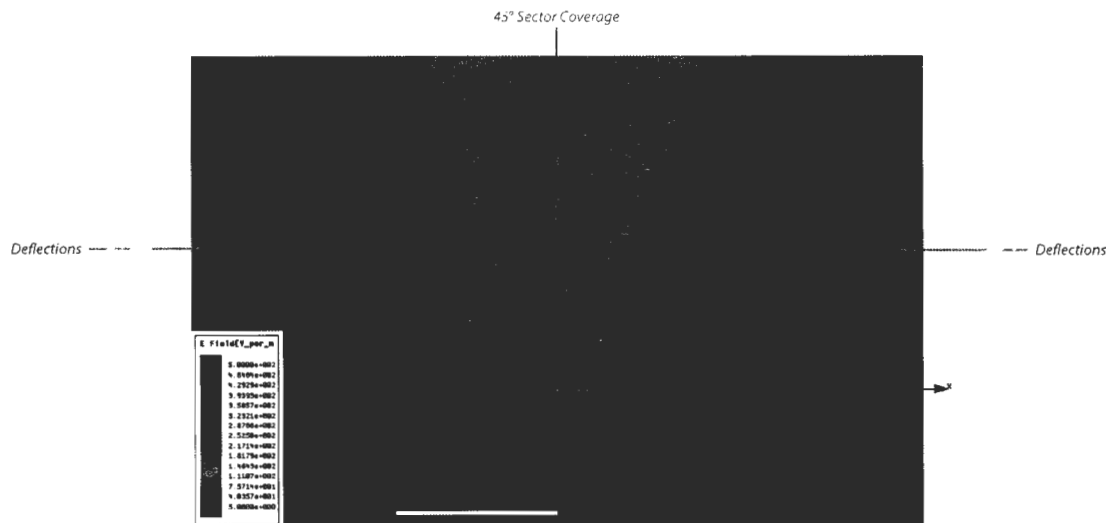 45° Sector Coverage
Deflections
Deflections
E Field[V_per_m
5.0000e+002
4.6464e+002
4.2929e+002
3.9393e+002
3.5857e+002
3.2321e+002
2.8786e+002
2.5250e+002
2.1714e+002
1.8179e+002
1.4643e+002
1.1107e+002
7.5714e+001
4.0357e+001
5.0000e+000
x